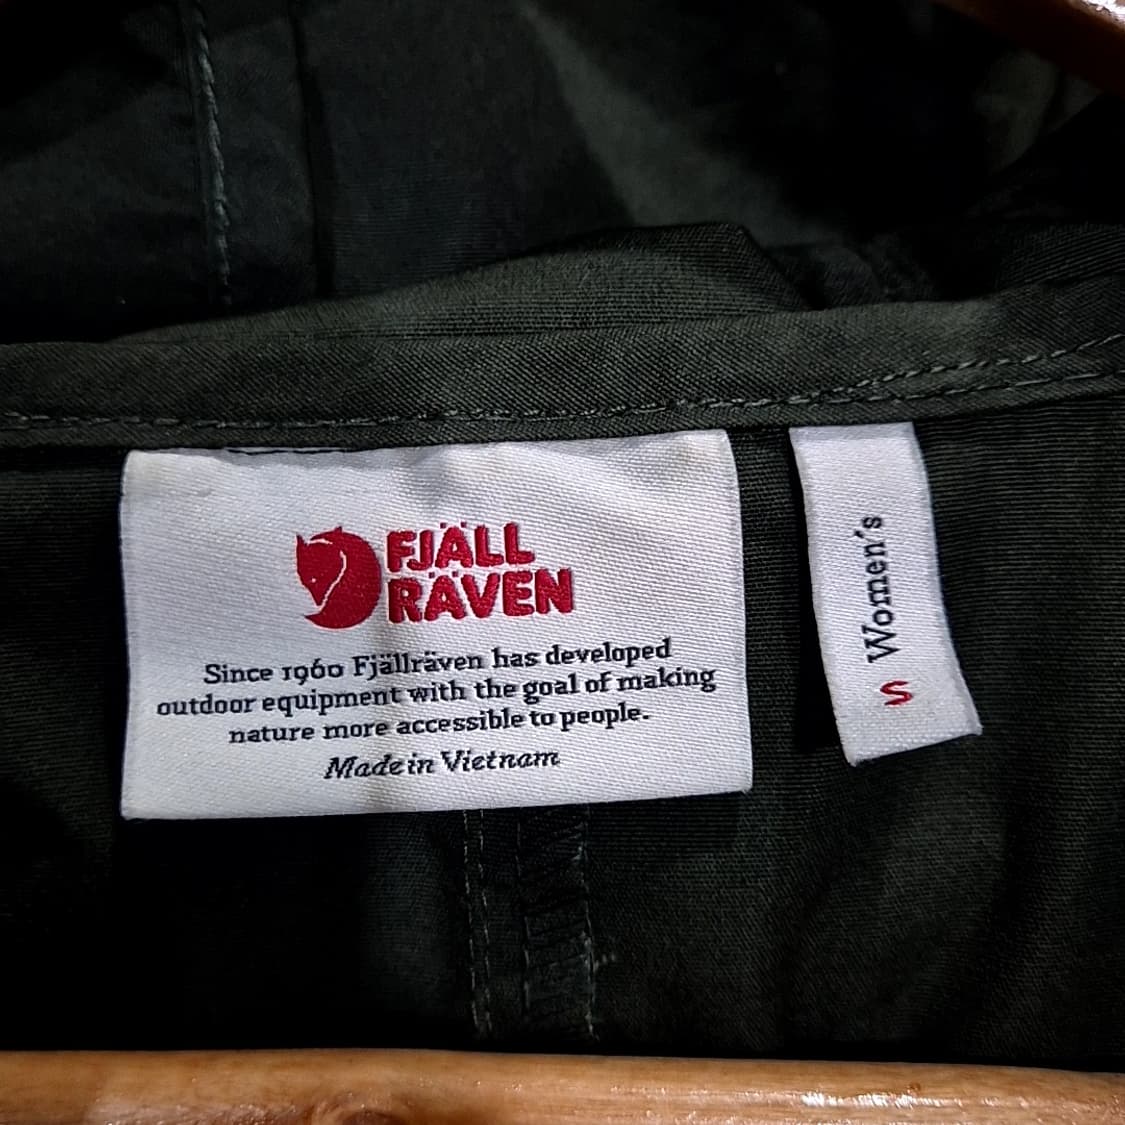 FJÄLL
RÄVEN
Since 1960 Fjällräven has developed
outdoor equipment with the goal of making
nature more accessible to people.
Made in Vietnam
Women's
S